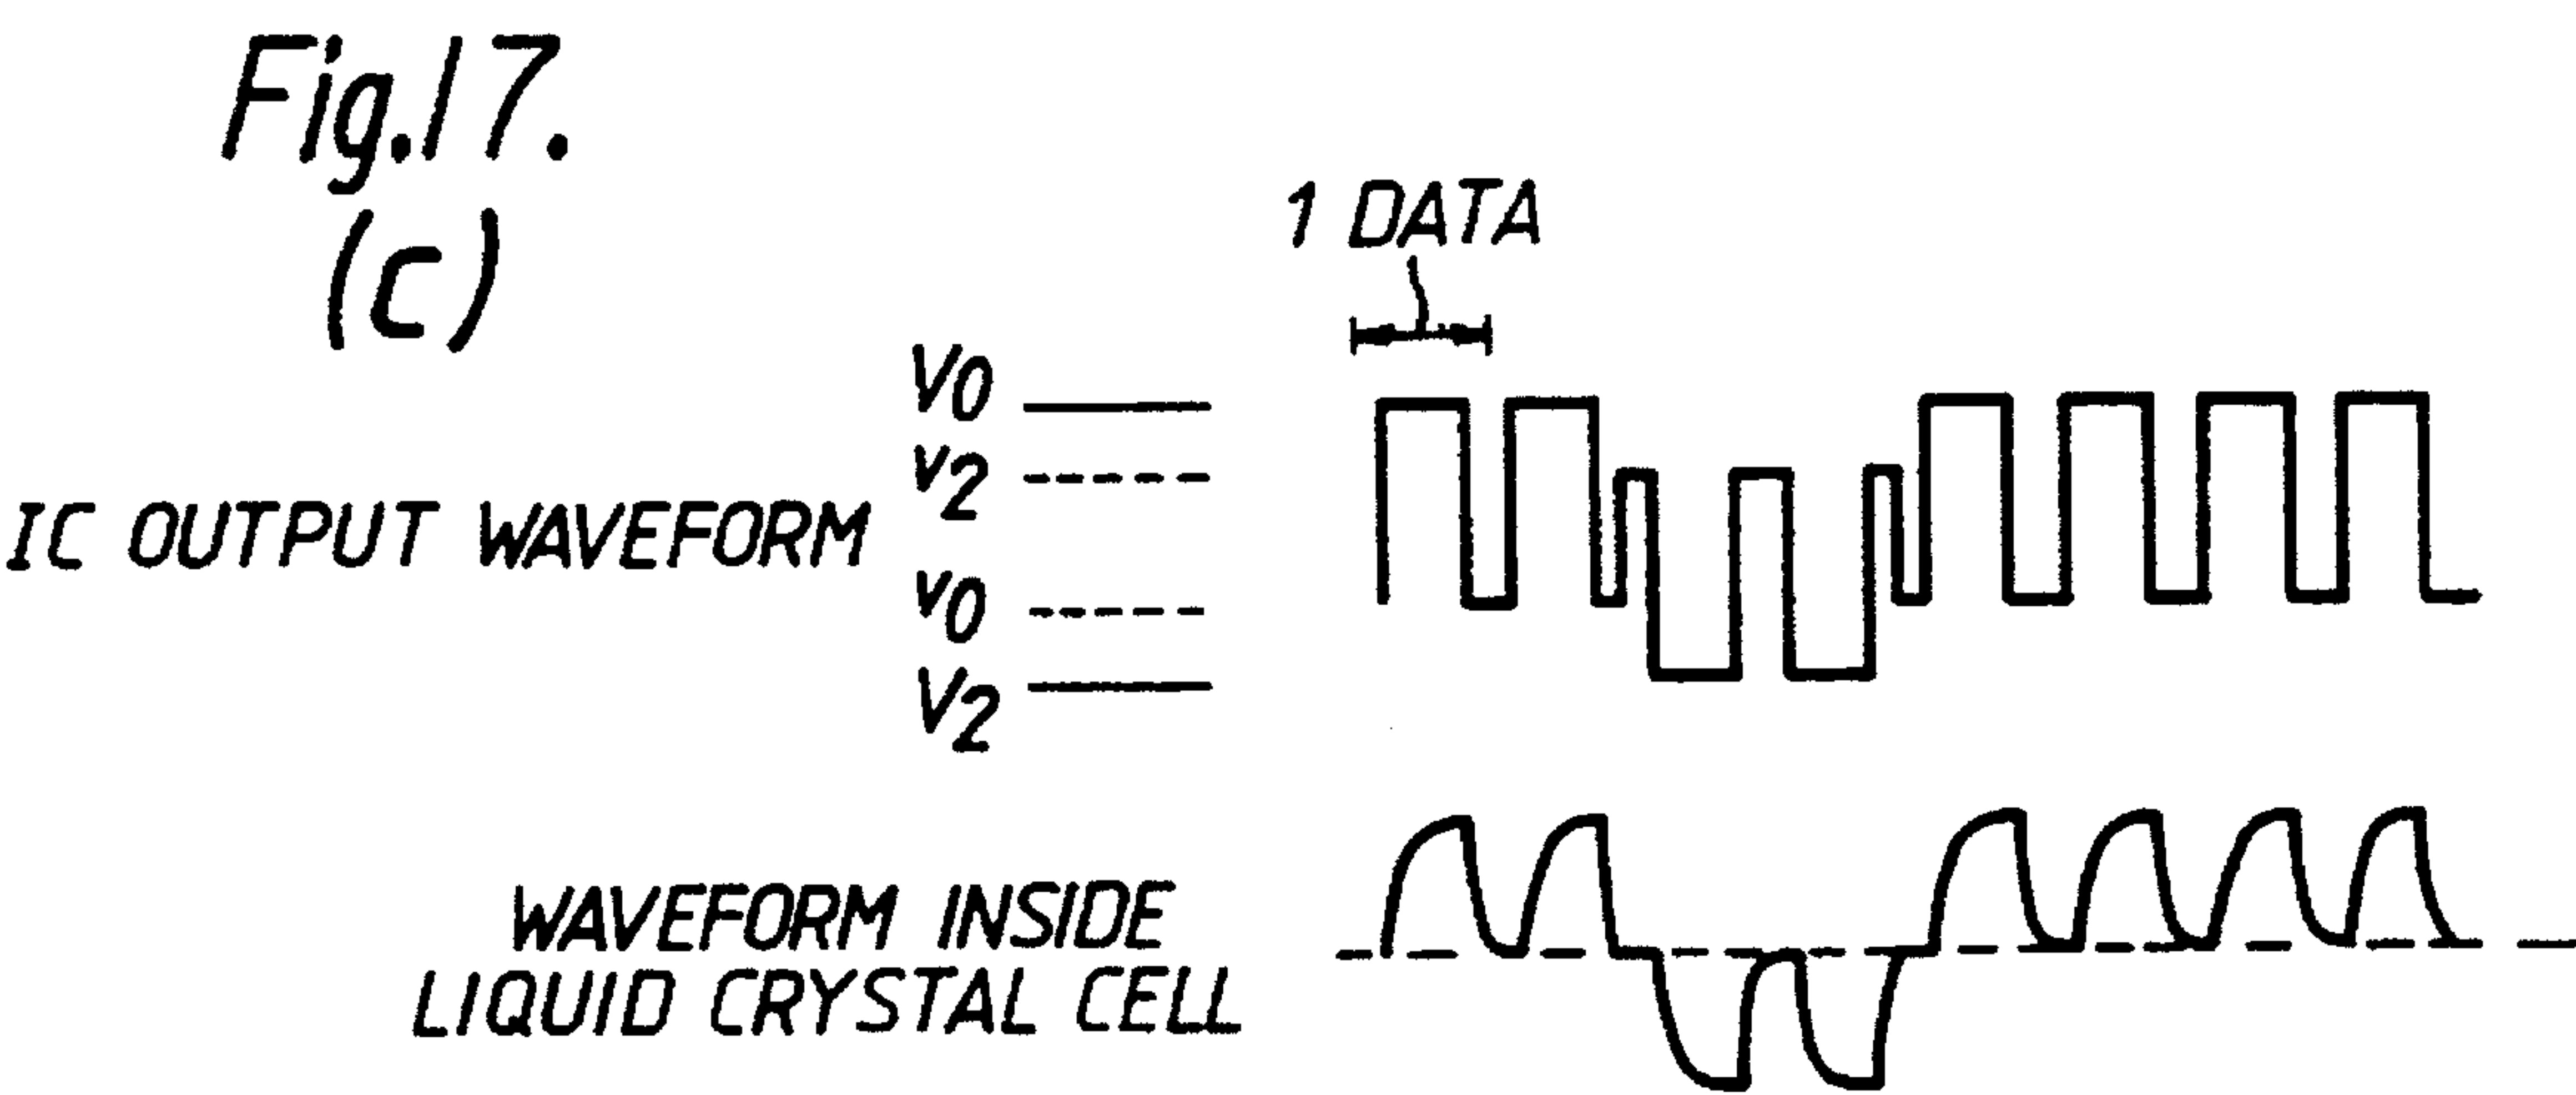 Fig.17.
(c)
1 DATA
V0
v2
IC OUTPUT WAVEFORM
v0
V2
WAVEFORM INSIDE
LIQUID CRYSTAL CELL